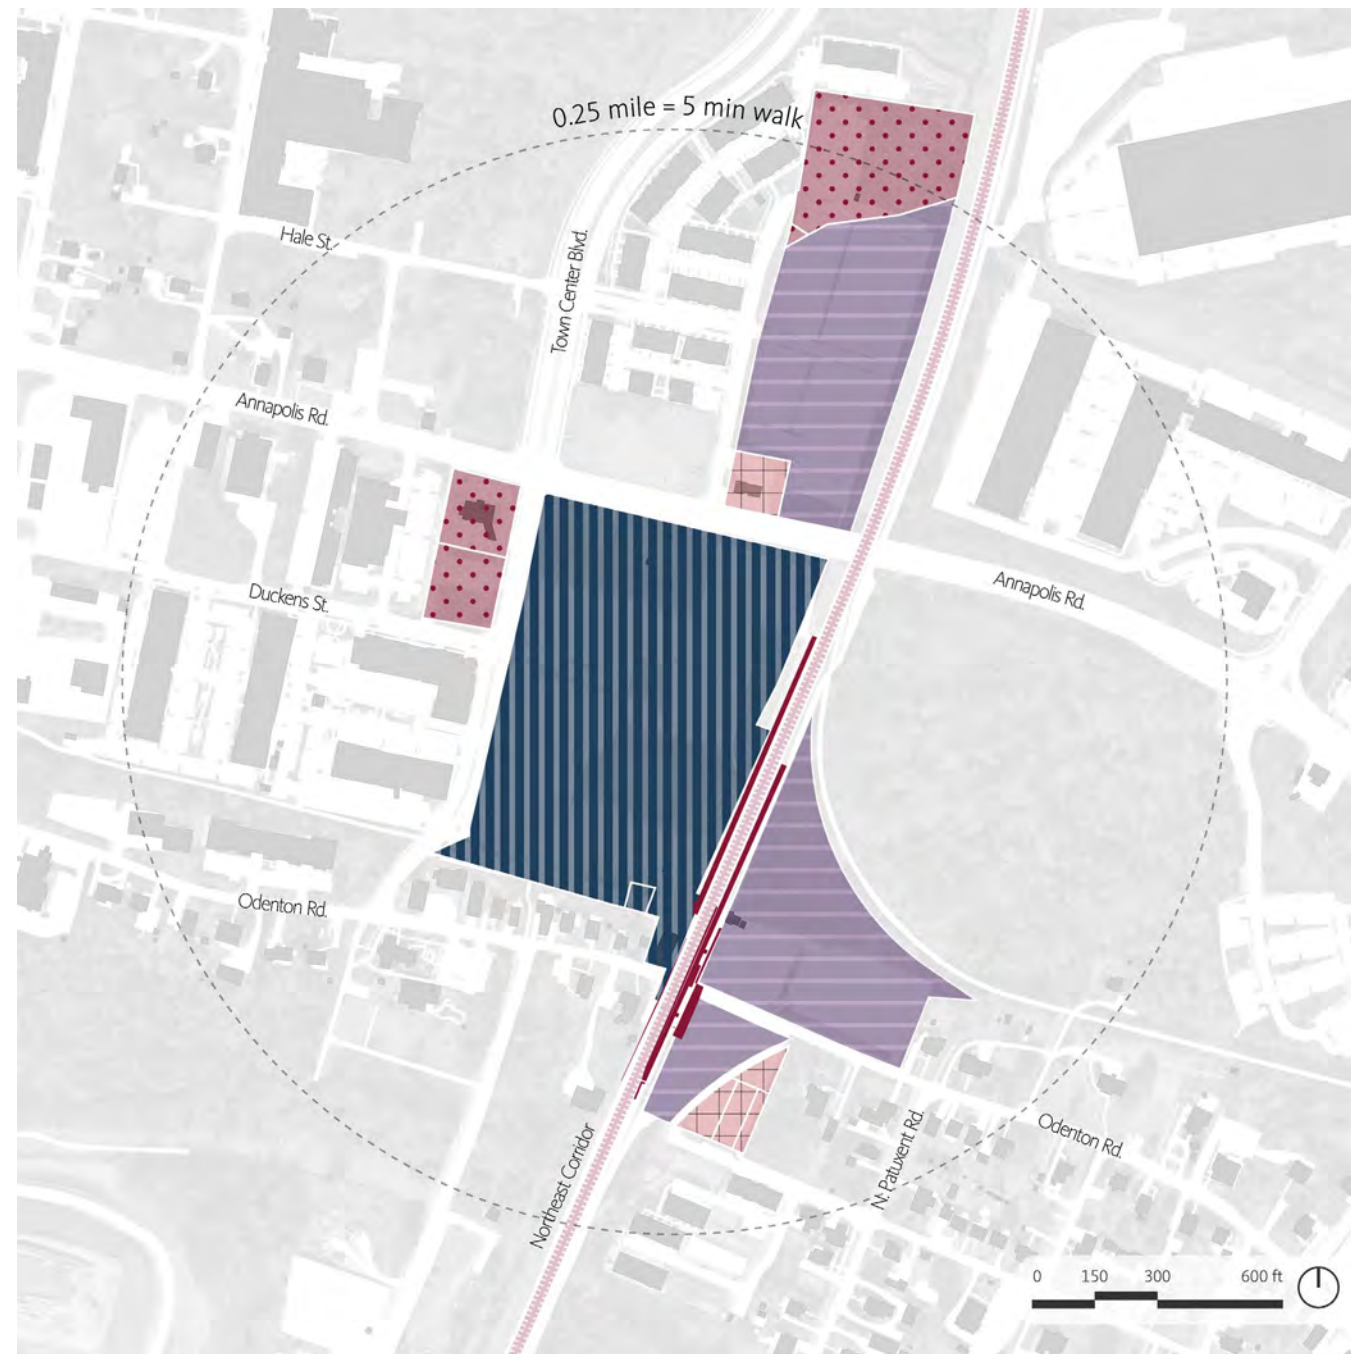 0.25 mile = 5 min walk
Hale St.
Town Center Blvd.
Annapolis Rd.
Annapolis Rd.
Duckens St.
Odenton Rd.
Odenton Rd.
N. Patuxent Rd.
Northeast Corridor
0 150 300 600 ft